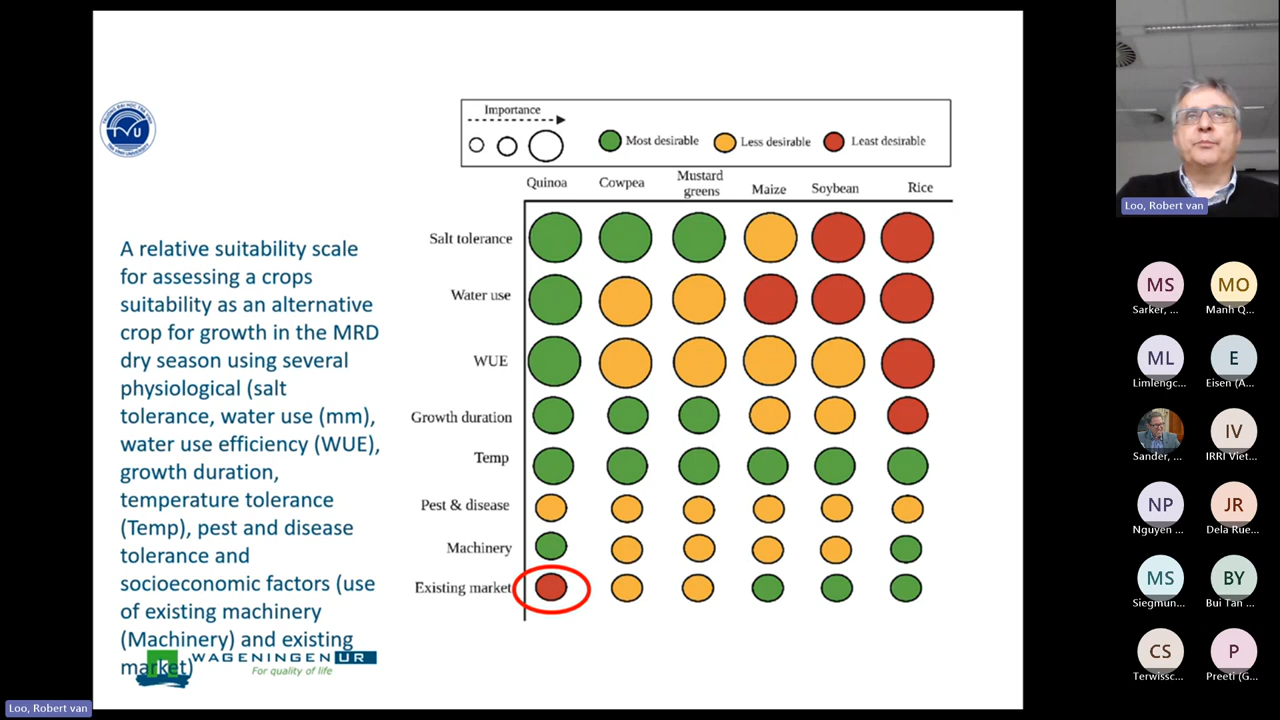 Importance
Most desirable
Less desirable
Least desirable
Quinoa
Cowpea
Mustard
greens
Maize
Soybean
Rice
Salt tolerance
Water use
WUE
Growth duration
Temp
Pest & disease
Machinery
Existing market
TVU
A relative suitability scale
for assessing a crops
suitability as an alternative
crop for growth in the MRD
dry season using several
physiological (salt
tolerance, water use (mm),
water use efficiency (WUE),
growth duration,
temperature tolerance
(Temp), pest and disease
tolerance and
socioeconomic factors (use
of existing machinery
(Machinery) and existing
market)
WAGENINGEN UR
For quality of life
Loo, Robert van
Loo, Robert van
MS
MO
Sarker, ...
Manh Q...
ML
E
Limlengc...
Eisen (A...
IV
Sander, ...
IRRI Viet...
NP
JR
Nguyen ...
Dela Rue...
MS
BY
Siegmun...
Bui Tan ...
CS
P
Terwissc...
Preeti (G...